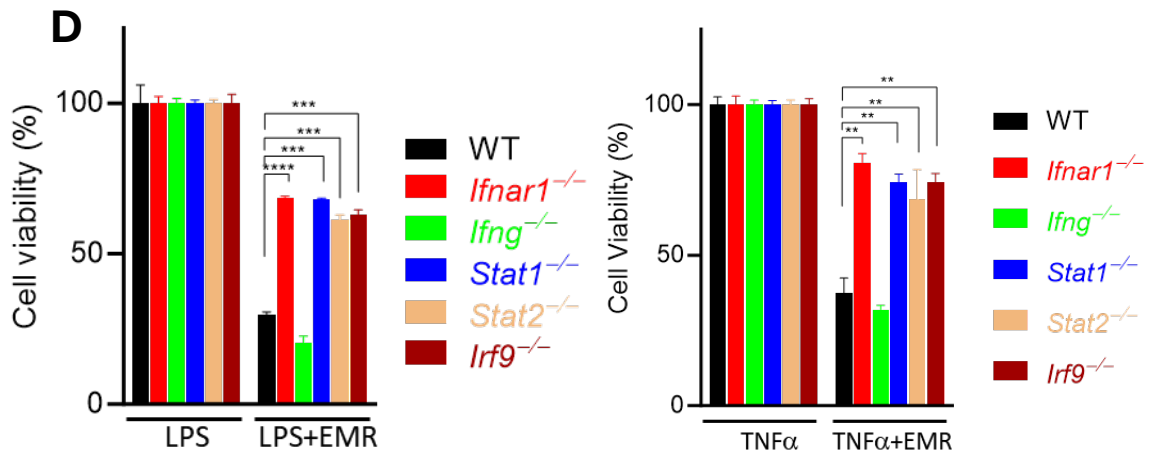 D
Cell viability (%)
100
50
0
***
***
***
****
LPS
LPS+EMR
WT
Ifnar1−/−
Ifng−/−
Stat1−/−
Stat2−/−
Irf9−/−
Cell Viability (%)
100
50
0
**
**
**
**
TNFα
TNFα+EMR
WT
Ifnar1−/−
Ifng−/−
Stat1−/−
Stat2−/−
Irf9−/−